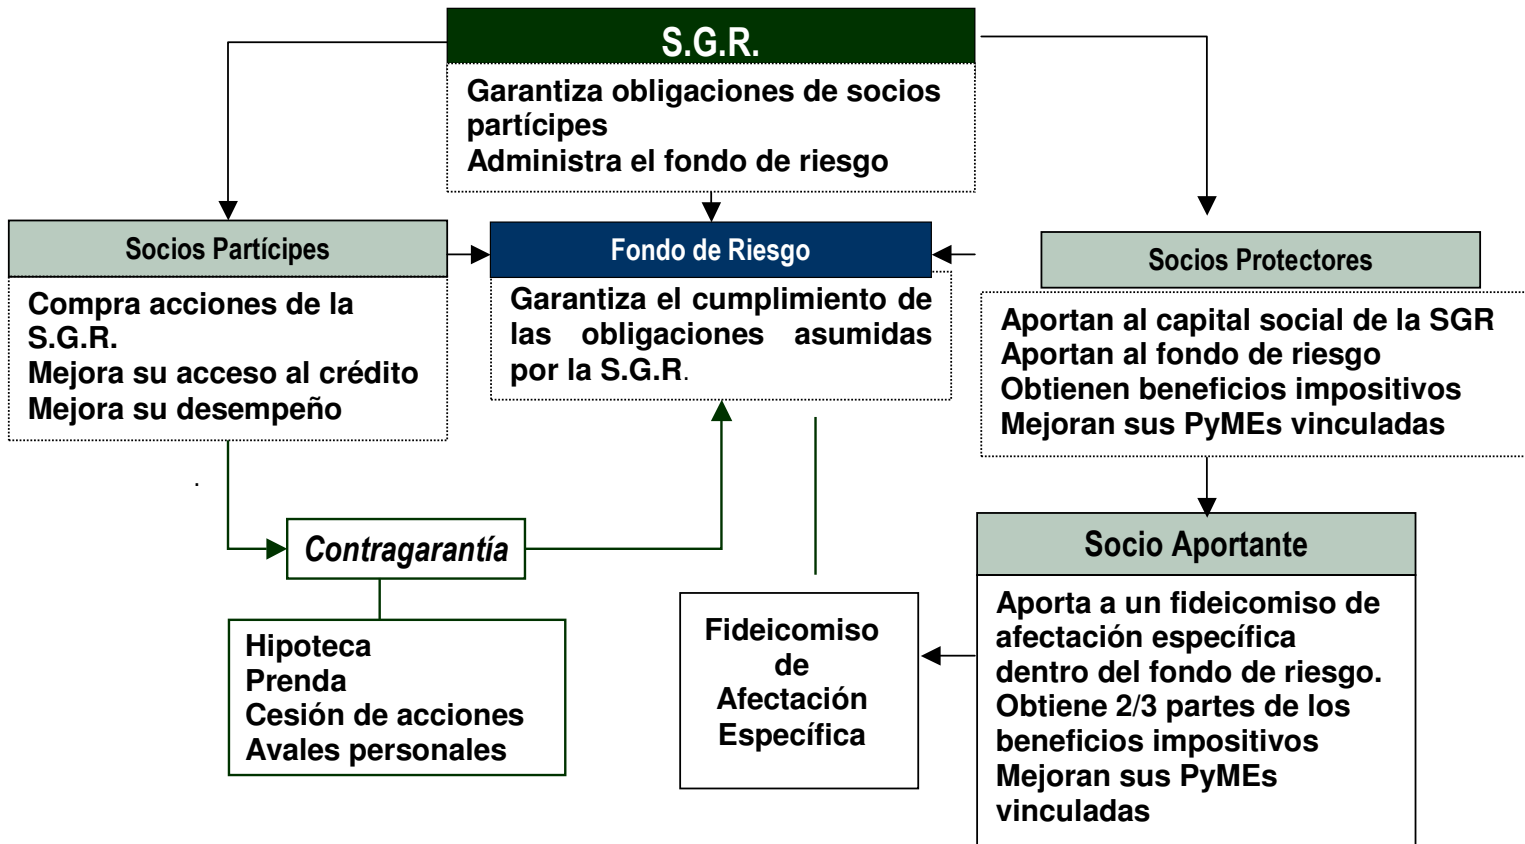 S.G.R.
Garantiza obligaciones de socios
partícipes
Administra el fondo de riesgo
Socios Partícipes
Compra acciones de la
S.G.R.
Mejora su acceso al crédito
Mejora su desempeño
.
Fondo de Riesgo
Garantiza el cumplimiento de
las obligaciones asumidas
por la S.G.R.
Socios Protectores
Aportan al capital social de la SGR
Aportan al fondo de riesgo
Obtienen beneficios impositivos
Mejoran sus PyMEs vinculadas
Contragarantía
Hipoteca
Prenda
Cesión de acciones
Avales personales
Fideicomiso
de
Afectación
Específica
Socio Aportante
Aporta a un fideicomiso de
afectación específica
dentro del fondo de riesgo.
Obtiene 2/3 partes de los
beneficios impositivos
Mejoran sus PyMEs
vinculadas